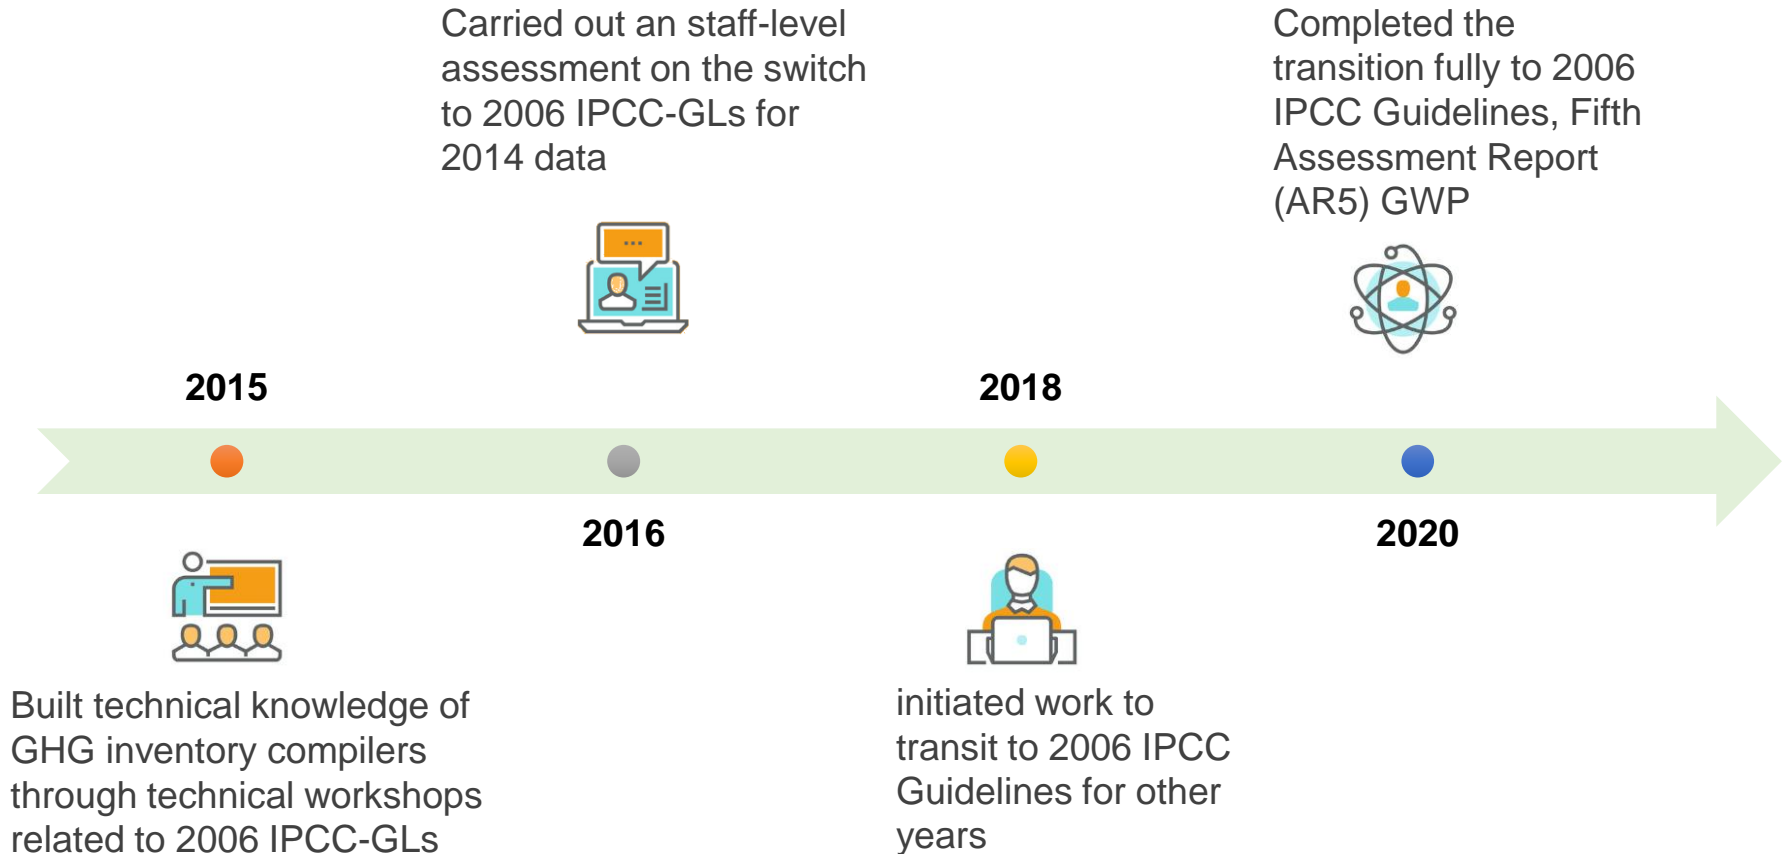 Carried out an staff-level
assessment on the switch
to 2006 IPCC-GLs for
2014 data
Completed the
transition fully to 2006
IPCC Guidelines, Fifth
Assessment Report
(AR5) GWP
2015
2018
2016
2020
Built technical knowledge of
GHG inventory compilers
through technical workshops
related to 2006 IPCC-GLs
initiated work to
transit to 2006 IPCC
Guidelines for other
years